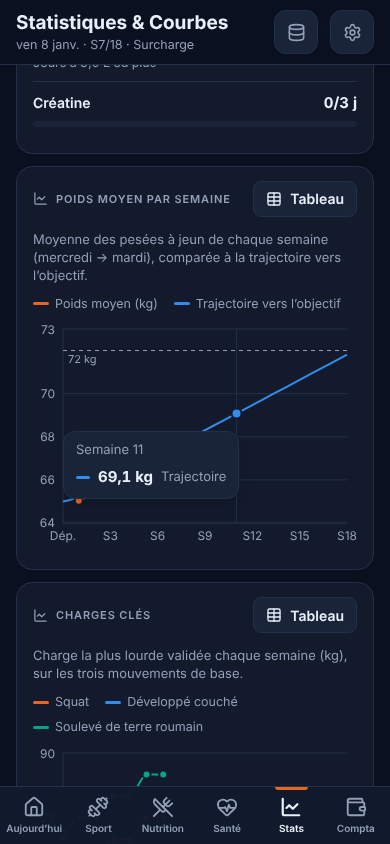 Statistiques & Courbes
ven 8 janv. · S7/18 · Surcharge
Créatine
0/3 j
POIDS MOYEN PAR SEMAINE
Tableau
Moyenne des pesées à jeun de chaque semaine
(mercredi → mardi), comparée à la trajectoire vers
l’objectif.
Poids moyen (kg)
Trajectoire vers l’objectif
73
72 kg
70
68
Semaine 11
69,1 kg Trajectoire
66
64
Dép. S3 S6 S9 S12 S15 S18
CHARGES CLÉS
Tableau
Charge la plus lourde validée chaque semaine (kg),
sur les trois mouvements de base.
Squat
Développé couché
Soulevé de terre roumain
90
Aujourd’hui Sport Nutrition Santé Stats Compta